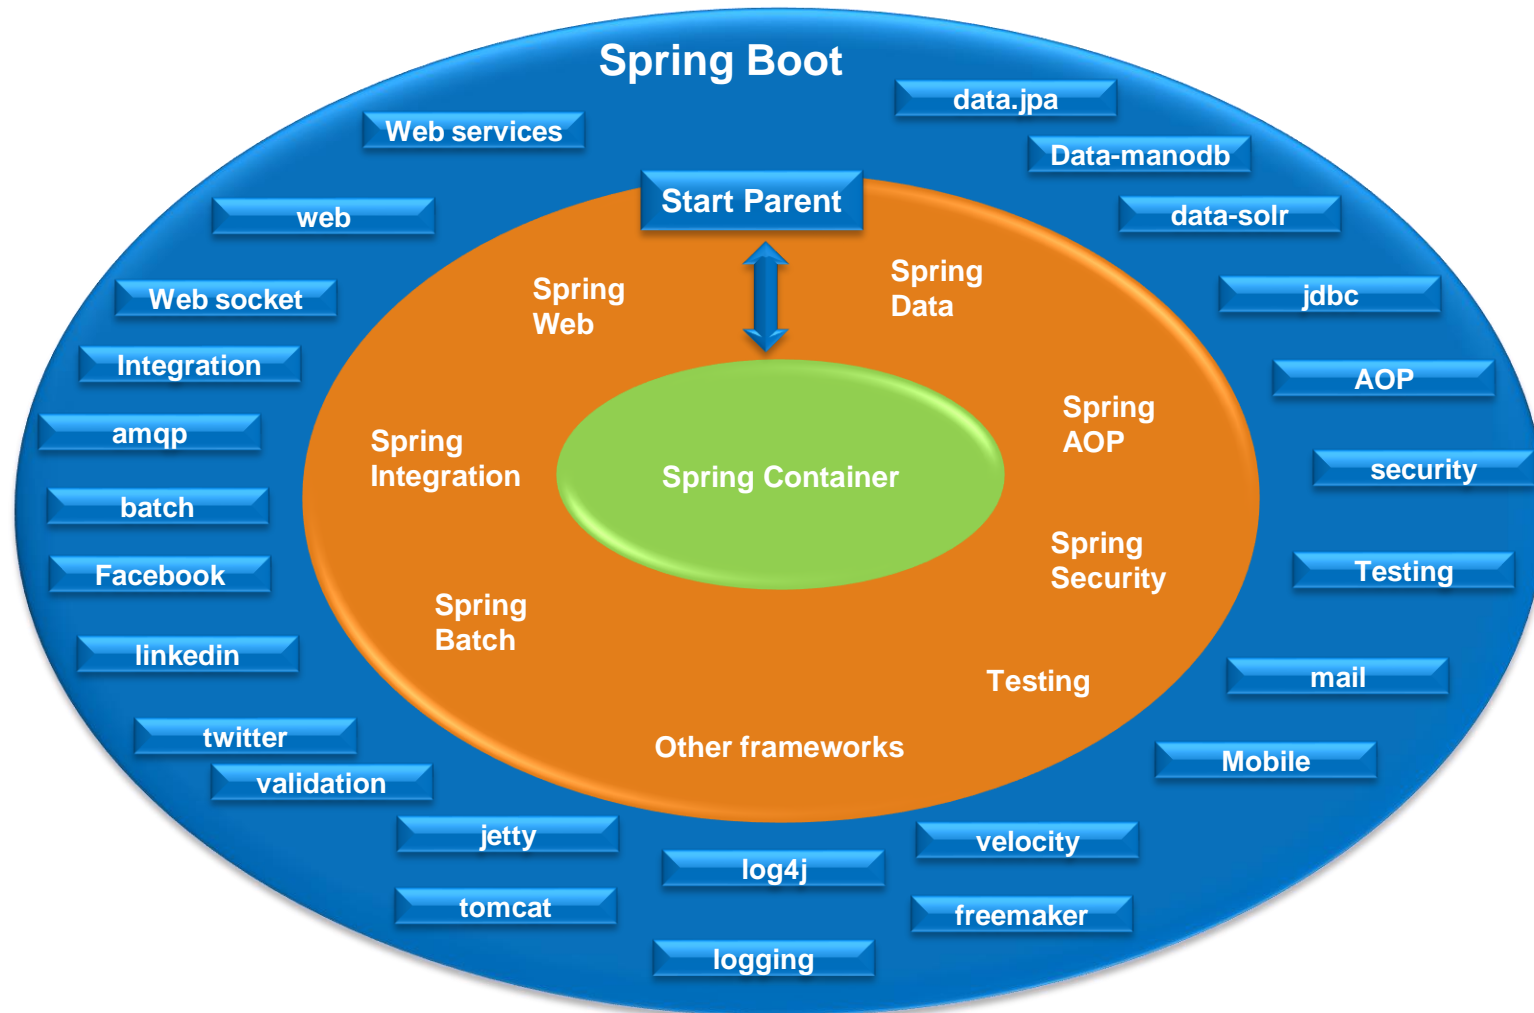 Spring Boot
data.jpa
Web services
Data-manodb
Start Parent
web
data-solr
Spring
Web
Spring
Data
Web socket
jdbc
Integration
AOP
Spring
AOP
amqp
Spring
Integration
Spring Container
security
batch
Spring
Security
Facebook
Testing
Spring
Batch
linkedin
Testing
mail
twitter
Other frameworks
Mobile
validation
jetty
velocity
log4j
tomcat
freemaker
logging